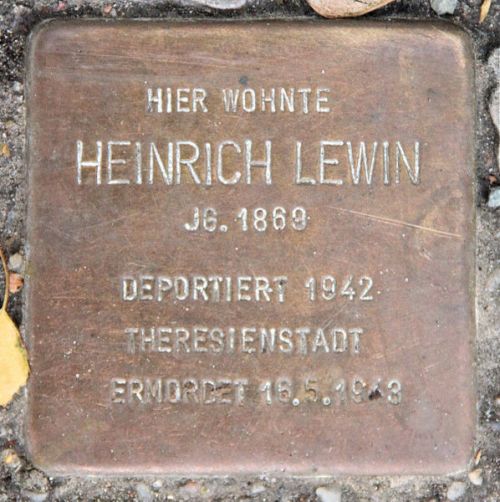 HIER WOHNTE
HEINRICH LEWIN
JG. 1869
DEPORTIERT 1942
THERESIENSTADT
ERMORDET 16.5.1943